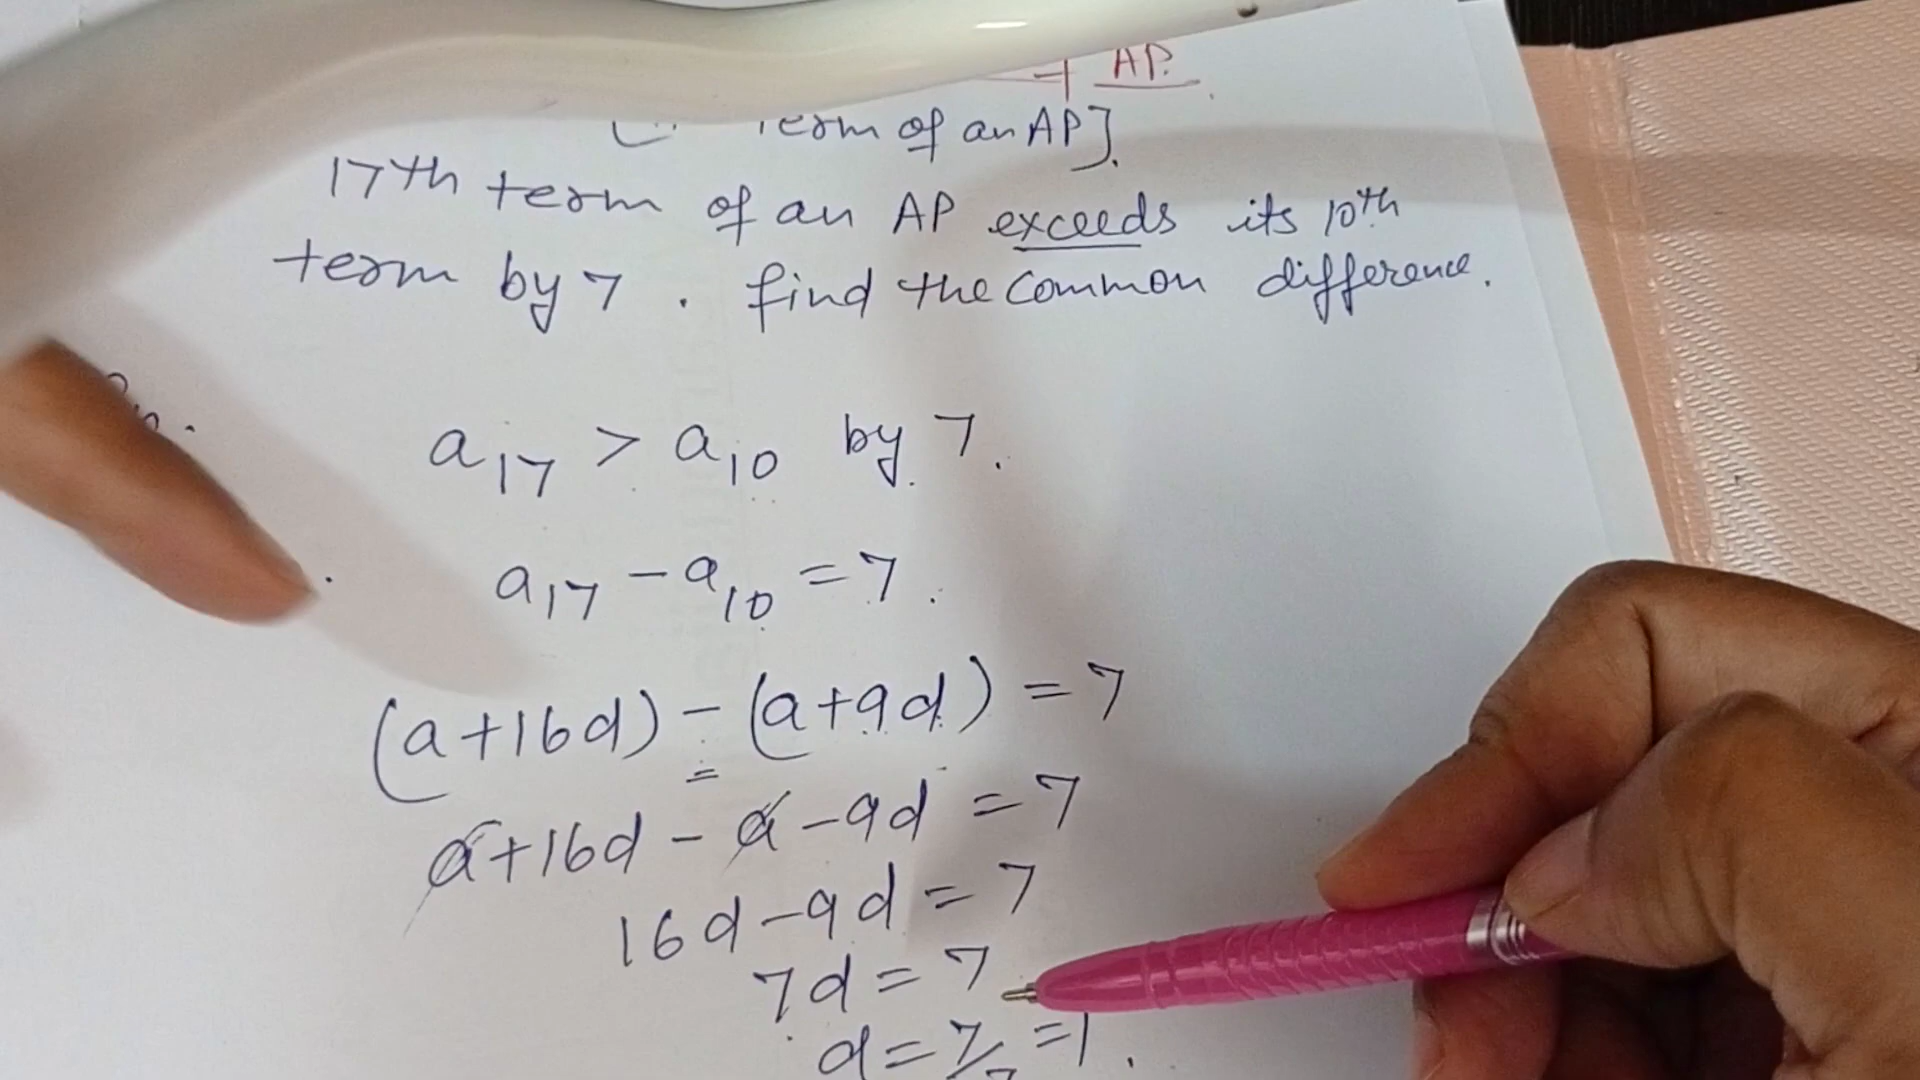 AP.
Term of an AP].
17th term of an AP exceeds its 10th
term by 7. find the common difference.
a17 > a10 by 7.
a17 - a10 = 7.
(a+16d) - (a+9d) = 7
a+16d - a - 9d = 7
16d - 9d = 7
7d = 7
d = 7/7 = 1.